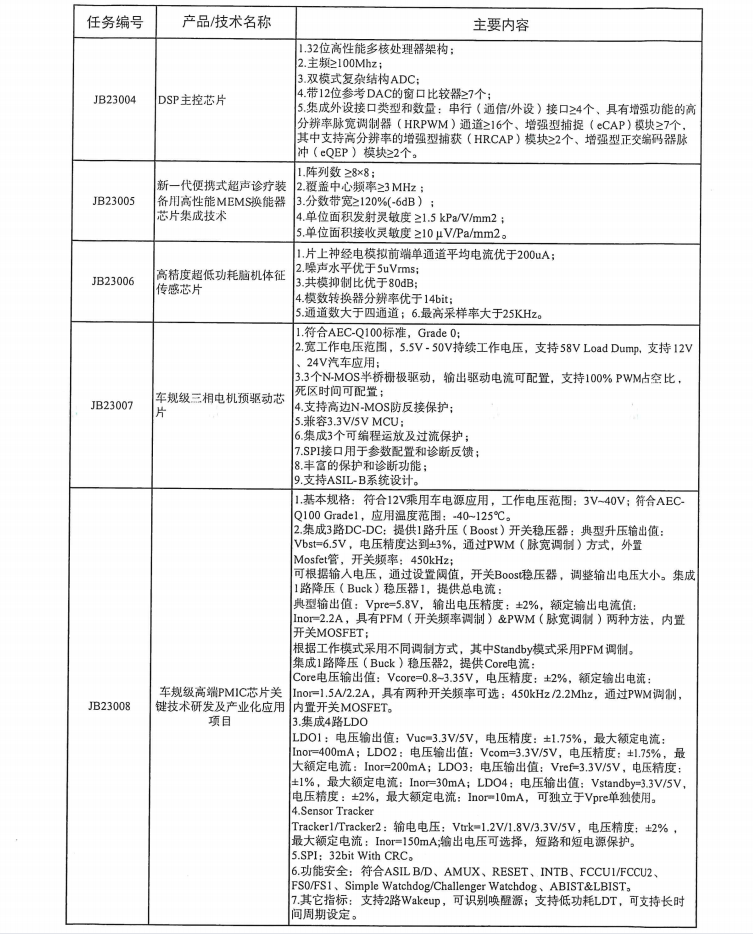 任务编号 产品/技术名称 主要内容
JB23004 DSP主控芯片
1.32位高性能多核处理器架构；
2.主频≥100Mhz；
3.双模式复杂结构ADC；
4.带12位参考DAC的窗口比较器≥7个；
5.集成外设接口类型和数量：串行（通信/外设）接口≥4个、具有增强功能的高
分辨率脉宽调制器（HRPWM）通道≥16个、增强型捕捉（eCAP）模块≥7个，
其中支持高分辨率的增强型捕获（HRCAP）模块≥2个、增强型正交编码器脉
冲（eQEP）模块≥2个。
JB23005
新一代便携式超声诊疗装
备用高性能MEMS换能器
芯片集成技术
1.阵列数 ≥8×8；
2.覆盖中心频率≥3MHz；
3.分数带宽≥120%(-6dB)；
4.单位面积发射灵敏度 ≥1.5 kPa/V/mm2；
5.单位面积接收灵敏度 ≥10 μV/Pa/mm2。
JB23006
高精度超低功耗脑机体征
传感芯片
1.片上神经电模拟前端单通道平均电流优于200uA；
2.噪声水平优于5uVrms；
3.共模抑制比优于80dB；
4.模数转换器分辨率优于14bit；
5.通道数大于四通道；6.最高采样率大于25KHz。
JB23007
车规级三相电机预驱动芯
片
1.符合AEC-Q100标准，Grade 0；
2.宽工作电压范围，5.5V - 50V持续工作电压，支持58V Load Dump, 支持12V
、24V汽车应用；
3.3个N-MOS半桥栅极驱动，输出驱动电流可配置，支持100% PWM占空比，
死区时间可配置；
4.支持高边N-MOS防反接保护；
5.兼容3.3V/5V MCU；
6.集成3个可编程运放及过流保护；
7.SPI接口用于参数配置和诊断反馈；
8.丰富的保护和诊断功能；
9.支持ASIL-B系统设计。
JB23008
车规级高端PMIC芯片关
键技术研发及产业化应用
项目
1.基本规格：符合12V乘用车电源应用，工作电压范围：3V~40V；符合AEC-
Q100 Grade1，应用温度范围：-40~125℃。
2.集成3路DC-DC：提供1路升压（Boost）开关稳压器：典型升压输出值：
Vbst=6.5V，电压精度达到±3%，通过PWM（脉宽调制）方式，外置
Mosfet管，开关频率：450kHz；
可根据输入电压，通过设置阈值，开关Boost稳压器，调整输出电压大小。集成
1路降压（Buck）稳压器1，提供总电流：
典型输出值：Vpre=5.8V，输出电压精度：±2%，额定输出电流值：
Inor=2.2A，具有PFM（开关频率调制）&PWM（脉宽调制）两种方法，内置
开关MOSFET；
根据工作模式采用不同调制方式，其中Standby模式采用PFM调制。
集成1路降压（Buck）稳压器2，提供Core电流：
Core电压输出值：Vcore=0.8~3.35V，电压精度：±2%，额定输出电流：
Inor=1.5A/2.2A，具有两种开关频率可选：450kHz /2.2Mhz，通过PWM调制，
内置开关MOSFET。
3.集成4路LDO
LDO1：电压输出值：Vuc=3.3V/5V，电压精度：±1.75%，最大额定电流：
Inor=400mA；LDO2：电压输出值：Vcom=3.3V/5V，电压精度：±1.75%，最
大额定电流：Inor=200mA；LDO3：电压输出值：Vref=3.3V/5V，电压精度：
±1%，最大额定电流：Inor=30mA；LDO4：电压输出值：Vstandby=3.3V/5V，
电压精度：±2%，最大额定电流：Inor=10mA，可独立于Vpre单独使用。
4.Sensor Tracker
Tracker1/Tracker2：输电电压：Vtrk=1.2V/1.8V/3.3V/5V，电压精度：±2%，
最大额定电流：Inor=150mA;输出电压可选择，短路和短电源保护。
5.SPI：32bit With CRC。
6.功能安全：符合ASIL B/D、AMUX、RESET、INTB、FCCU1/FCCU2、
FS0/FS1、Simple Watchdog/Challenger Watchdog、ABIST&LBIST。
7.其它指标：支持2路Wakeup，可识别唤醒源；支持低功耗LDT，可支持长时
间周期设定。